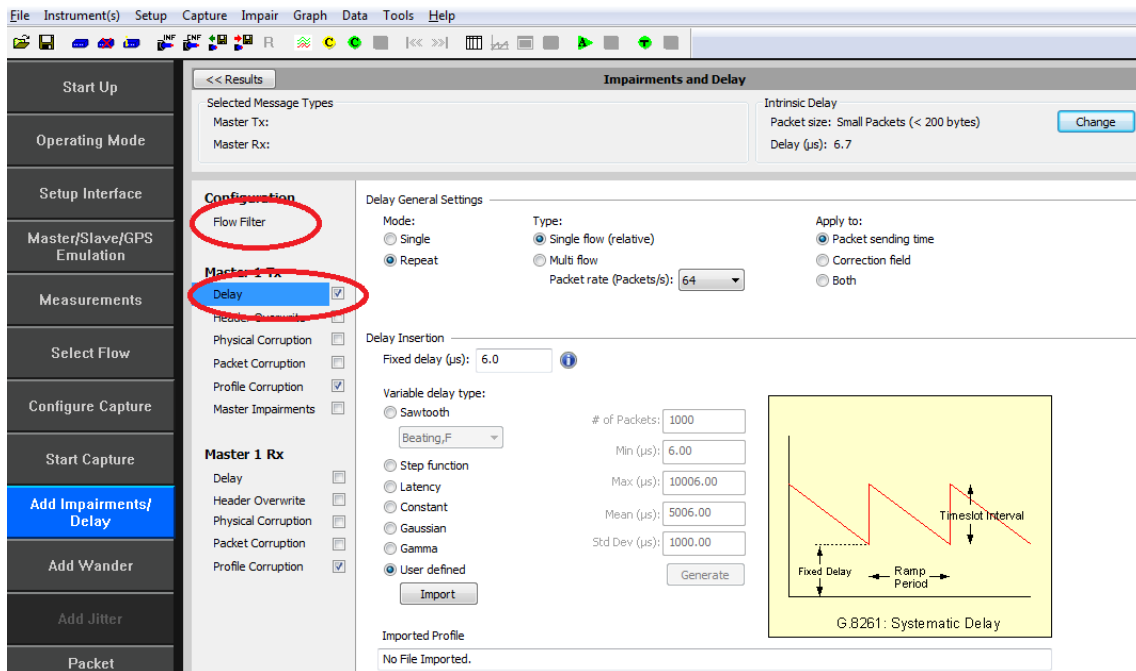 File Instrument(s) Setup Capture Impair Graph Data Tools Help
INF CNF R C C A T
Start Up
Operating Mode
Setup Interface
Master/Slave/GPS
Emulation
Measurements
Select Flow
Configure Capture
Start Capture
Add Impairments/
Delay
Add Wander
Add Jitter
Packet
<< Results
Impairments and Delay
Selected Message Types
Master Tx:
Master Rx:
Intrinsic Delay
Packet size: Small Packets (< 200 bytes)
Delay (µs): 6.7
Change
Configuration
Flow Filter
Master 1 Tx
Delay
Header Overwrite
Physical Corruption
Packet Corruption
Profile Corruption
Master Impairments
Master 1 Rx
Delay
Header Overwrite
Physical Corruption
Packet Corruption
Profile Corruption
Delay General Settings
Mode:
Single
Repeat
Type:
Single flow (relative)
Multi flow
Packet rate (Packets/s): 64
Apply to:
Packet sending time
Correction field
Both
Delay Insertion
Fixed delay (µs): 6.0
Variable delay type:
Sawtooth
Beating,F
Step function
Latency
Constant
Gaussian
Gamma
User defined
Import
# of Packets: 1000
Min (µs): 6.00
Max (µs): 10006.00
Mean (µs): 5006.00
Std Dev (µs): 1000.00
Generate
Timeslot Interval
Fixed Delay
Ramp
Period
G.8261: Systematic Delay
Imported Profile
No File Imported.